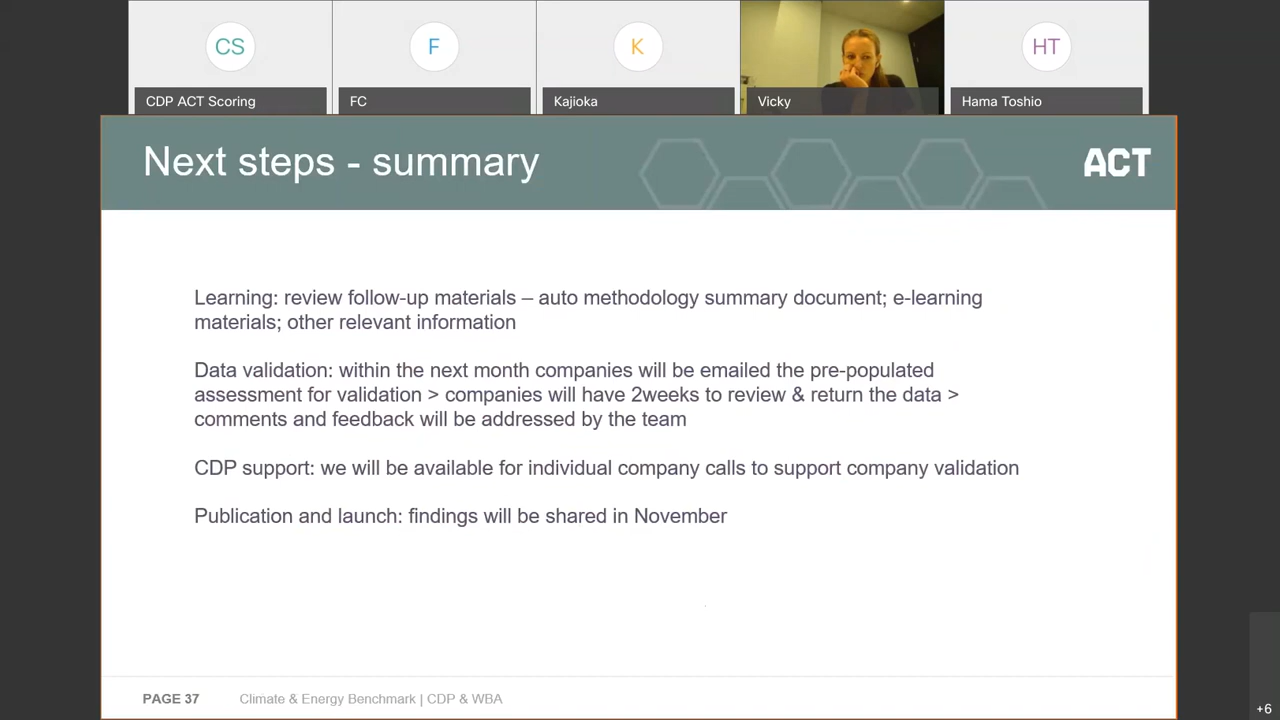 CS
F
K
HT
CDP ACT Scoring
FC
Kajioka
Vicky
Hama Toshio
Next steps - summary
ACT
Learning: review follow-up materials – auto methodology summary document; e-learning
materials; other relevant information
Data validation: within the next month companies will be emailed the pre-populated
assessment for validation > companies will have 2weeks to review & return the data >
comments and feedback will be addressed by the team
CDP support: we will be available for individual company calls to support company validation
Publication and launch: findings will be shared in November
PAGE 37
Climate & Energy Benchmark | CDP & WBA
+6